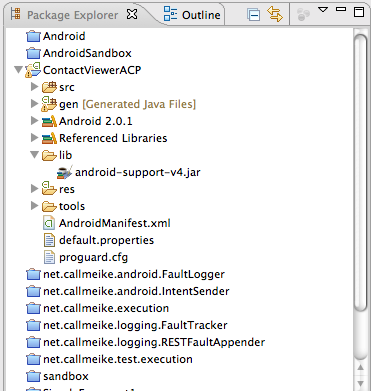 Package Explorer
Outline
Android
AndroidSandbox
ContactViewerACP
src
gen [Generated Java Files]
Android 2.0.1
Referenced Libraries
lib
android-support-v4.jar
res
tools
AndroidManifest.xml
default.properties
proguard.cfg
net.callmeike.android.FaultLogger
net.callmeike.android.IntentSender
net.callmeike.execution
net.callmeike.logging.FaultTracker
net.callmeike.logging.RESTFaultAppender
net.callmeike.test.execution
sandbox